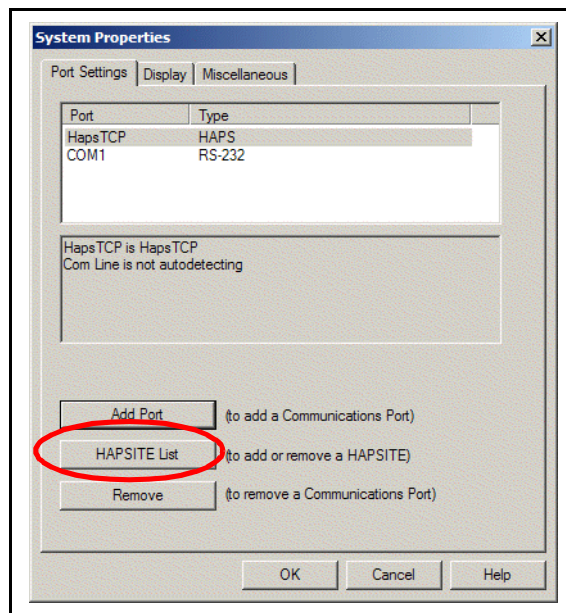 System Properties
Port Settings Display Miscellaneous
Port Type
HapsTCP HAPS
COM1 RS-232
HapsTCP is HapsTCP
Com Line is not autodetecting
Add Port (to add a Communications Port)
HAPSITE List (to add or remove a HAPSITE)
Remove (to remove a Communications Port)
OK Cancel Help